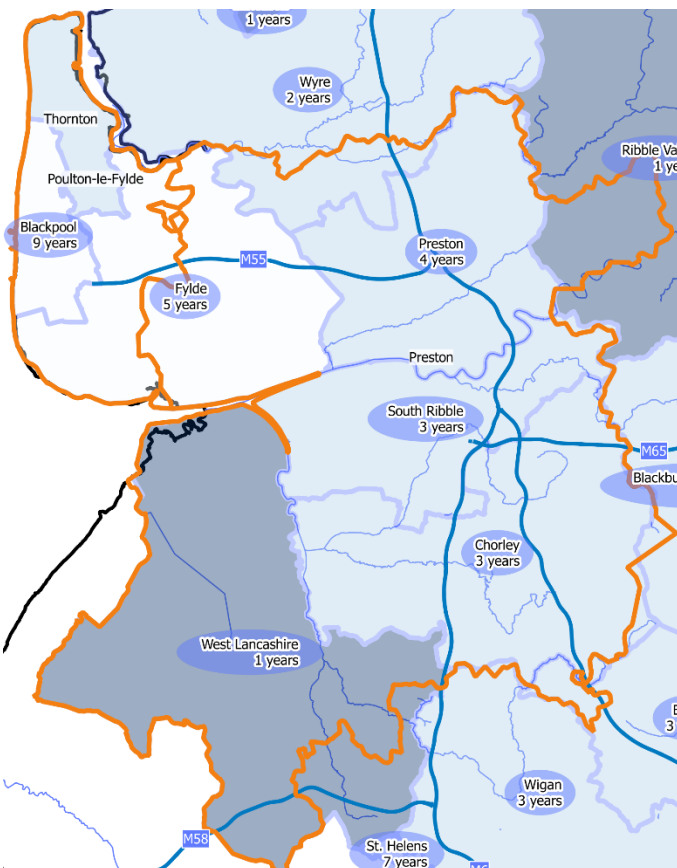 1 years
Wyre
2 years
Thornton
Ribble Va
1 ye
Poulton-le-Fylde
Blackpool
9 years
Preston
4 years
M55
Fylde
5 years
Preston
South Ribble
3 years
M65
Blackbu
Chorley
3 years
West Lancashire
1 years
3
Wigan
3 years
M58
St. Helens
7 years